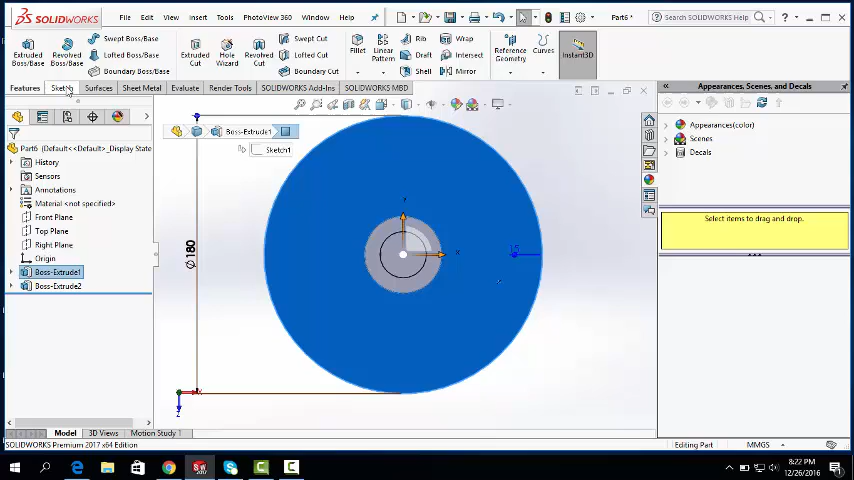 SOLIDWORKS File Edit View Insert Tools PhotoView 360 Window Help Part6 * Search SOLIDWORKS Help
Extruded Boss/Base
Revolved Boss/Base
Swept Boss/Base
Lofted Boss/Base
Boundary Boss/Base
Extruded Cut
Hole Wizard
Revolved Cut
Swept Cut
Lofted Cut
Boundary Cut
Fillet
Linear Pattern
Rib
Draft
Shell
Wrap
Intersect
Mirror
Reference Geometry
Curves
Instant3D
Features Sketch Surfaces Sheet Metal Evaluate Render Tools SOLIDWORKS Add-Ins SOLIDWORKS MBD
Appearances, Scenes, and Decals
Appearances(color)
Scenes
Decals
Select items to drag and drop.
Boss-Extrude1
Sketch1
Part6 (Default<<Default>_Display State
History
Sensors
Annotations
Material <not specified>
Front Plane
Top Plane
Right Plane
Origin
Boss-Extrude1
Boss-Extrude2
Ø180
15
Y
X
X
Z
Model 3D Views Motion Study 1
SOLIDWORKS Premium 2017 x64 Edition Editing Part MMGS
8:22 PM
12/26/2016